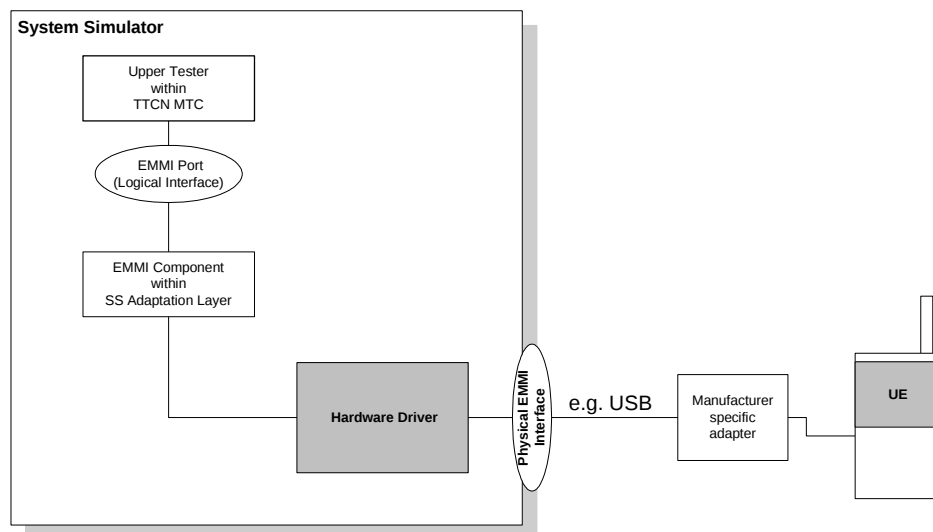 System Simulator
Upper Tester
within
TTCN MTC
EMMI Port
(Logical Interface)
EMMI Component
within
SS Adaptation Layer
Hardware Driver
Physical EMMI
Interface
e.g. USB
Manufacturer
specific
adapter
UE